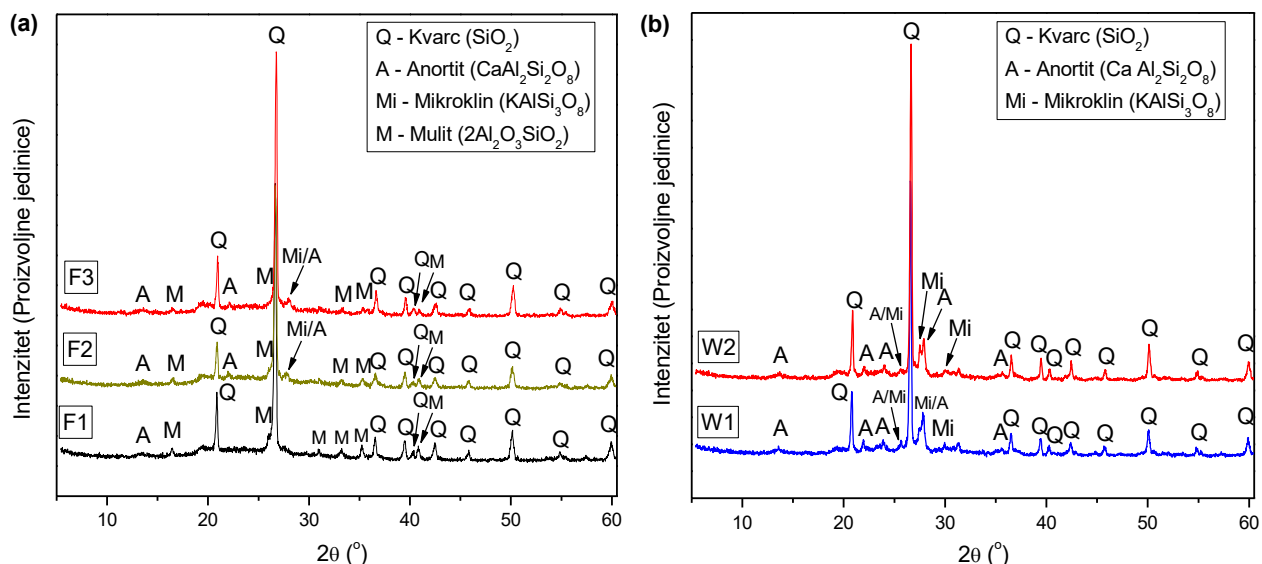 (a)
Q - Kvarc (SiO₂)
A - Anortit (CaAl₂Si₂O₈)
Mi - Mikroklin (KAlSi₃O₈)
M - Mulit (2Al₂O₃SiO₂)
Intenzitet (Proizvoljne jedinice)
Q
F3
A M Q A M Mi/A M M Q Q Q M Q Q Q Q Q
F2
A M Q A M Mi/A M M Q Q Q M Q Q Q Q Q
F1
A M Q M M M M Q Q Q M Q Q Q Q Q
10 20 30 40 50 60
2θ (°)
(b)
Q - Kvarc (SiO₂)
A - Anortit (Ca Al₂Si₂O₈)
Mi - Mikroklin (KAlSi₃O₈)
Intenzitet (Proizvoljne jedinice)
Q
W2
A Q A A A/Mi Mi A Mi A Q Q Q Q Q Q Q Q
W1
A Q A A A/Mi Mi/A Mi A Q Q Q Q Q Q Q Q
10 20 30 40 50 60
2θ (°)